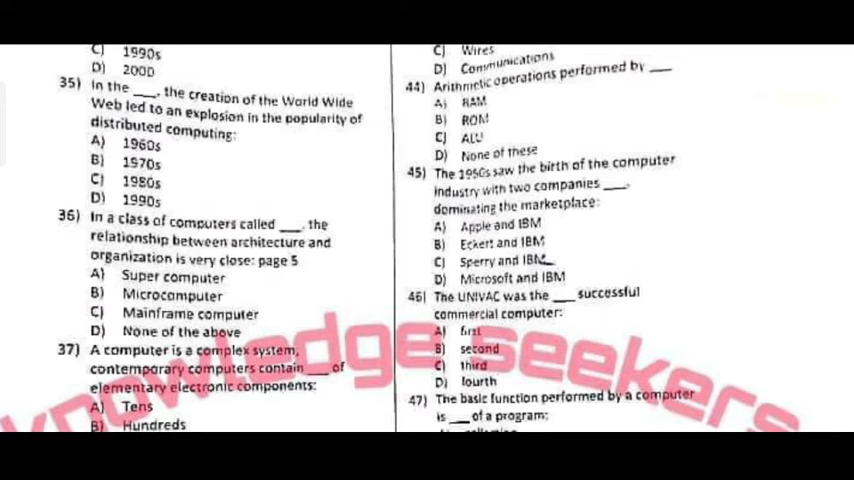 C) 1990s
D) 2000
35) In the ___, the creation of the World Wide
Web led to an explosion in the popularity of
distributed computing:
A) 1960s
B) 1970s
C) 1980s
D) 1990s
36) In a class of computers called ___, the
relationship between architecture and
organization is very close: page 5
A) Super computer
B) Microcomputer
C) Mainframe computer
D) None of the above
37) A computer is a complex system,
contemporary computers contain ___ of
elementary electronic components:
A) Tens
B) Hundreds
C) Wires
D) Communications
44) Arithmetic operations performed by ___
A) RAM
B) ROM
C) ALU
D) None of these
45) The 1950s saw the birth of the computer
industry with two companies ___,
dominating the marketplace:
A) Apple and IBM
B) Eckert and IBM
C) Sperry and IBM
D) Microsoft and IBM
46) The UNIVAC was the ___ successful
commercial computer:
A) first
B) second
C) third
D) fourth
47) The basic function performed by a computer
is ___ of a program:
knowledge seekers